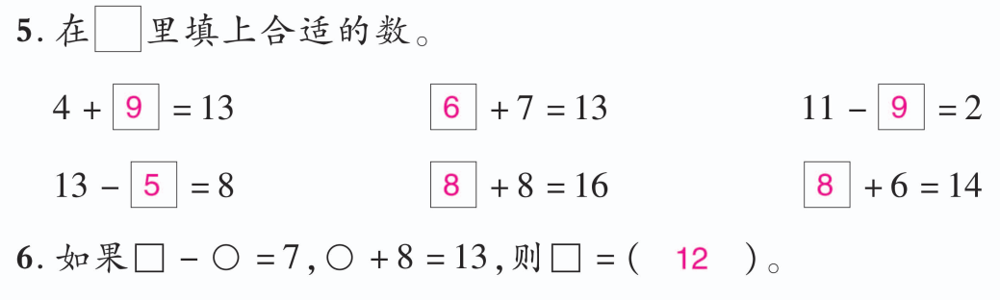 5. 在□里填上合适的数。
4 + 9 = 13 6 + 7 = 13 11 - 9 = 2
13 - 5 = 8 8 + 8 = 16 8 + 6 = 14
6. 如果□ - ○ = 7,○ + 8 = 13,则□ = ( 12 )。